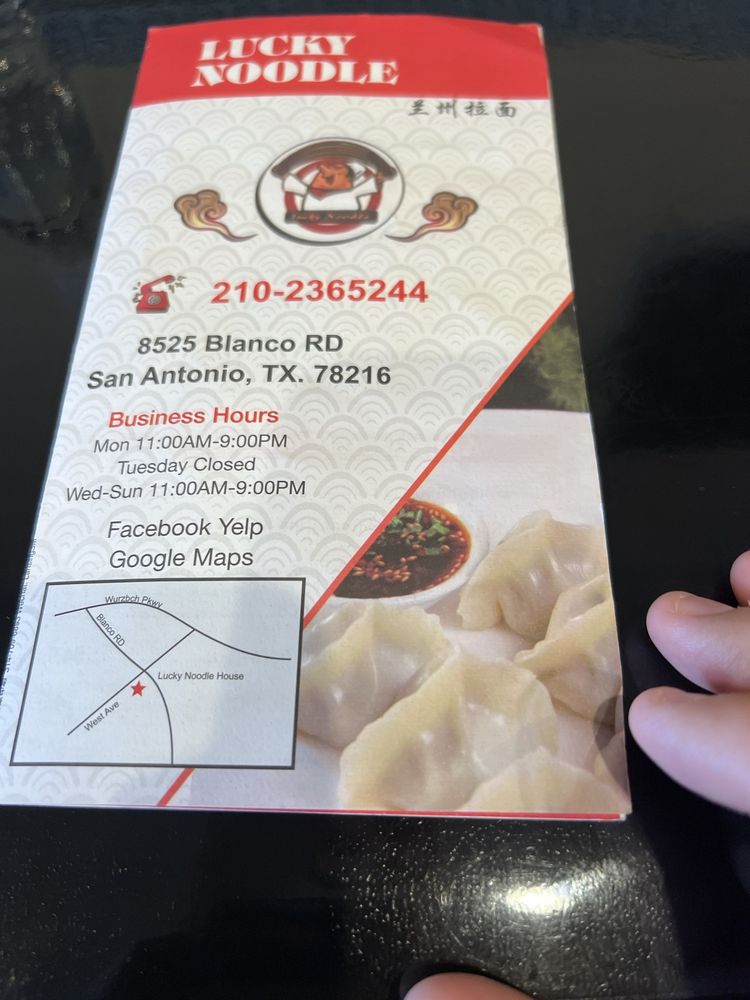 LUCKY
NOODLE
兰州拉面
Lucky Noodle
210-2365244
8525 Blanco RD
San Antonio, TX. 78216
Business Hours
Mon 11:00AM-9:00PM
Tuesday Closed
Wed-Sun 11:00AM-9:00PM
Facebook Yelp
Google Maps
Wurzbch Pkwy
Blanco RD
Lucky Noodle House
West Ave